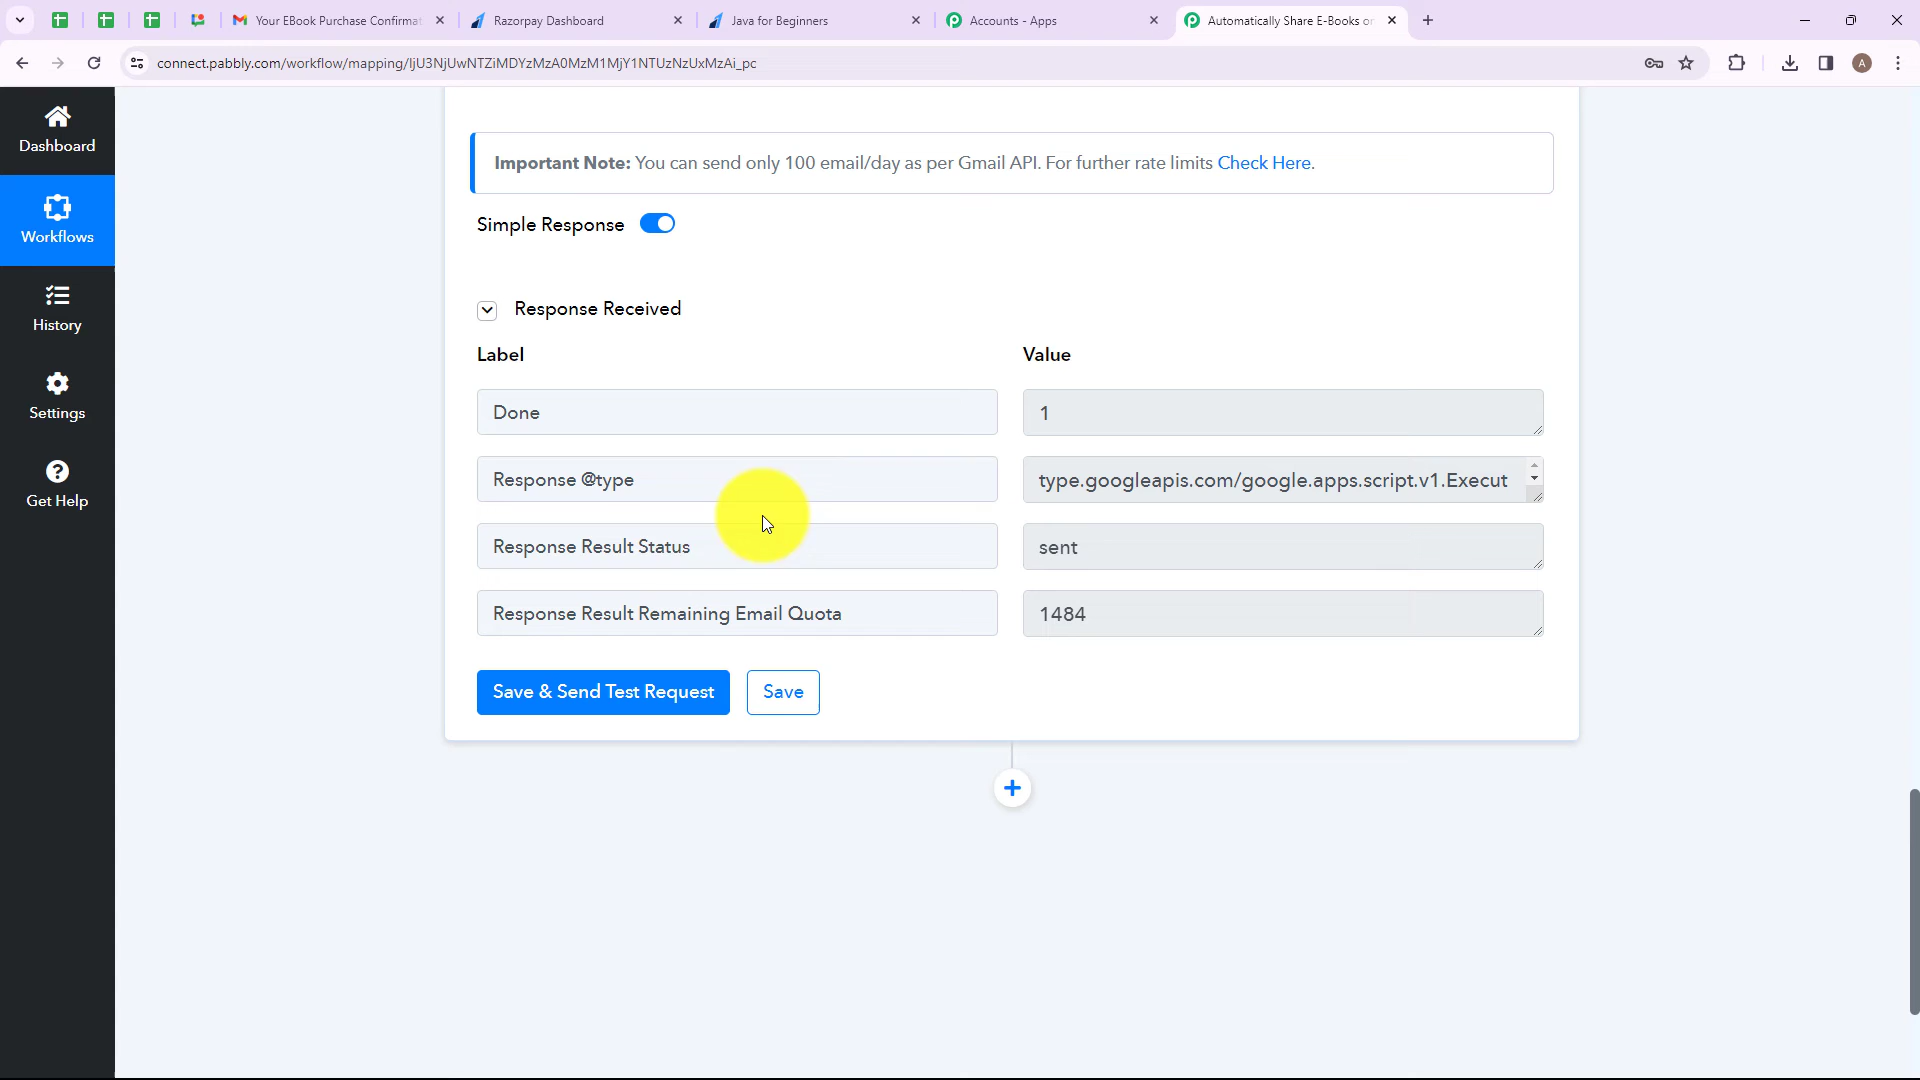 Your EBook Purchase Confirmat
Razorpay Dashboard
Java for Beginners
Accounts - Apps
Automatically Share E-Books or
connect.pabbly.com/workflow/mapping/IjU3NjUwNTZiMDYzMzA0MzM1MjY1NTUzNzUxMzAi_pc
A
Dashboard
Workflows
History
Settings
Get Help
Important Note: You can send only 100 email/day as per Gmail API. For further rate limits Check Here.
Simple Response
Response Received
Label Value
Done 1
Response @type type.googleapis.com/google.apps.script.v1.Execut
Response Result Status sent
Response Result Remaining Email Quota 1484
Save & Send Test Request Save